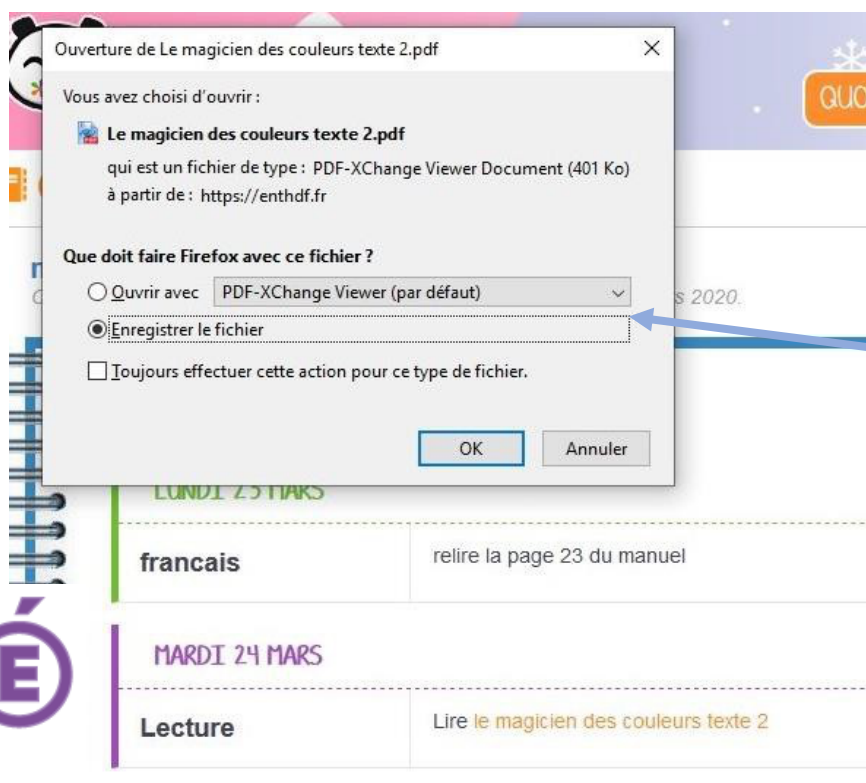 Ouverture de Le magicien des couleurs texte 2.pdf
Vous avez choisi d'ouvrir :
Le magicien des couleurs texte 2.pdf
qui est un fichier de type : PDF-XChange Viewer Document (401 Ko)
à partir de : https://enthdf.fr
Que doit faire Firefox avec ce fichier ?
Ouvrir avec PDF-XChange Viewer (par défaut)
s 2020.
Enregistrer le fichier
Toujours effectuer cette action pour ce type de fichier.
OK Annuler
LUNDI 23 MARS
francais relire la page 23 du manuel
É
MARDI 24 MARS
Lecture Lire le magicien des couleurs texte 2